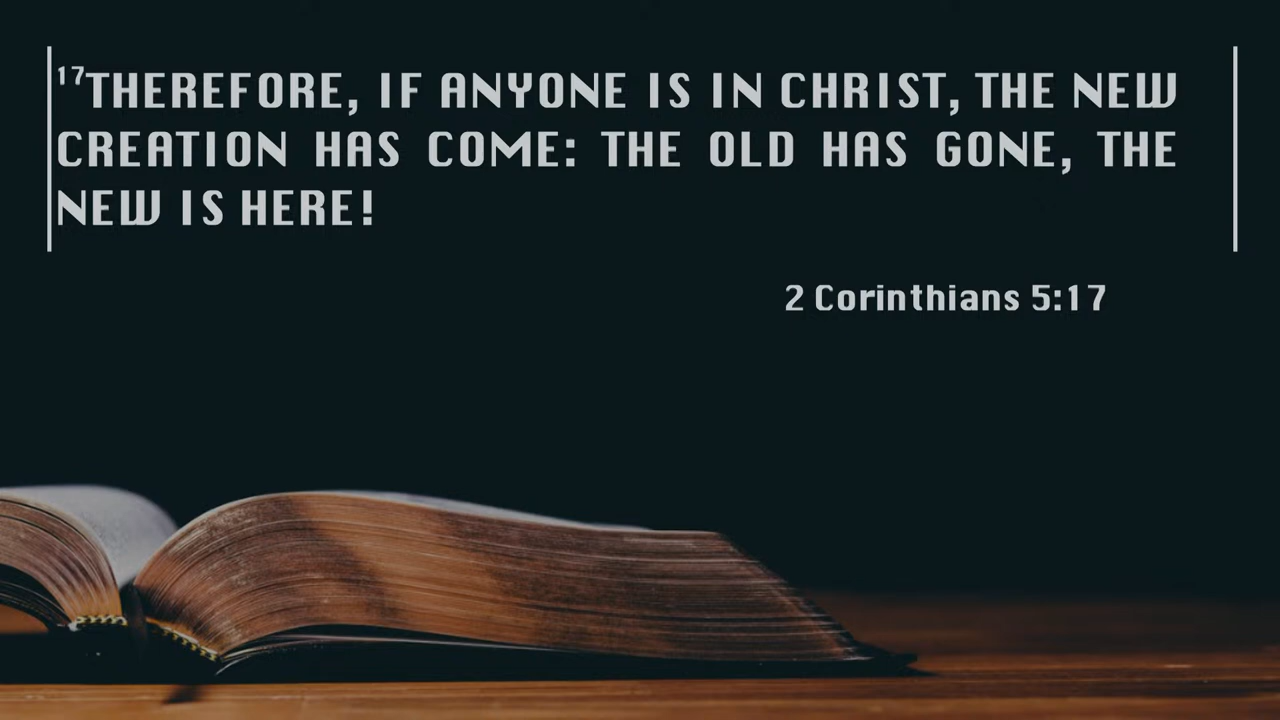 17THEREFORE, IF ANYONE IS IN CHRIST, THE NEW
CREATION HAS COME: THE OLD HAS GONE, THE
NEW IS HERE!
2 Corinthians 5:17